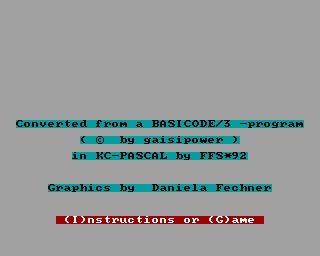 Converted from a BASICODE/3 -program
( © by gaisipower )
in KC-PASCAL by FFS*92
Graphics by Daniela Fechner
(I)nstructions or (G)ame